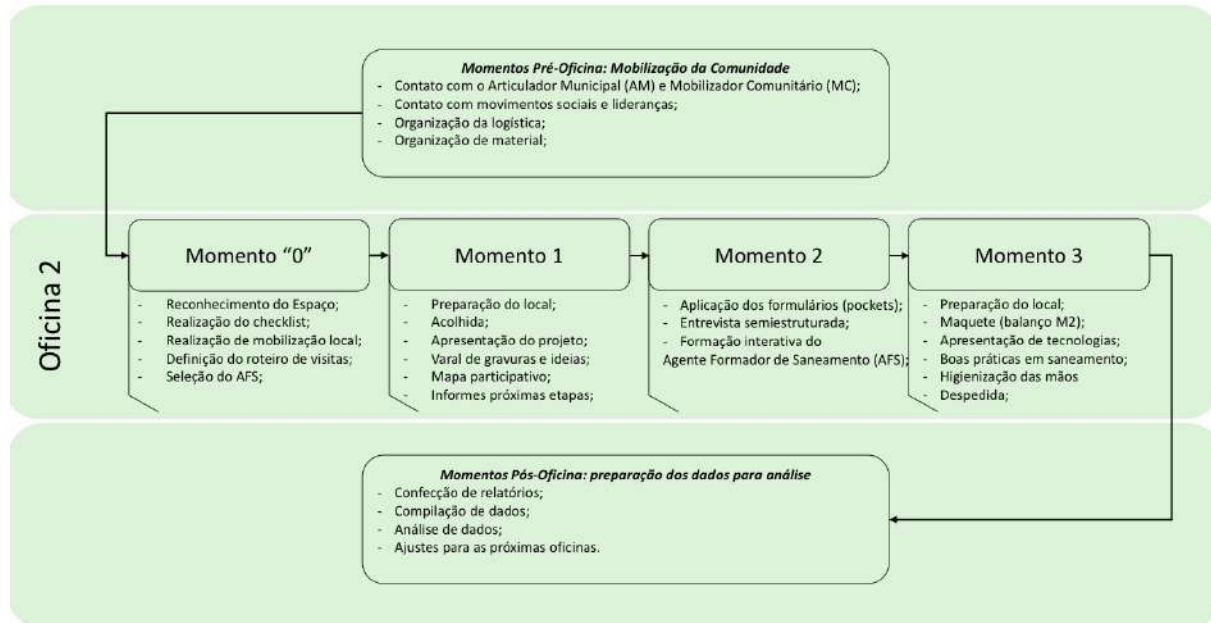 Momentos Pré-Oficina: Mobilização da Comunidade
- Contato com o Articulador Municipal (AM) e Mobilizador Comunitário (MC);
- Contato com movimentos sociais e lideranças;
- Organização da logística;
- Organização de material;
Oficina 2
Momento "0"
- Reconhecimento do Espaço;
- Realização do checklist;
- Realização de mobilização local;
- Definição do roteiro de visitas;
- Seleção do AFS;
Momento 1
- Preparação do local;
- Acolhida;
- Apresentação do projeto;
- Varal de gravuras e ideias;
- Mapa participativo;
- Informes próximas etapas;
Momento 2
- Aplicação dos formulários (pockets);
- Entrevista semiestruturada;
- Formação interativa do
Agente Formador de Saneamento (AFS);
Momento 3
- Preparação do local;
- Maquete (balanço M2);
- Apresentação de tecnologias;
- Boas práticas em saneamento;
- Higienização das mãos
- Despedida;
Momentos Pós-Oficina: preparação dos dados para análise
- Confecção de relatórios;
- Compilação de dados;
- Análise de dados;
- Ajustes para as próximas oficinas.